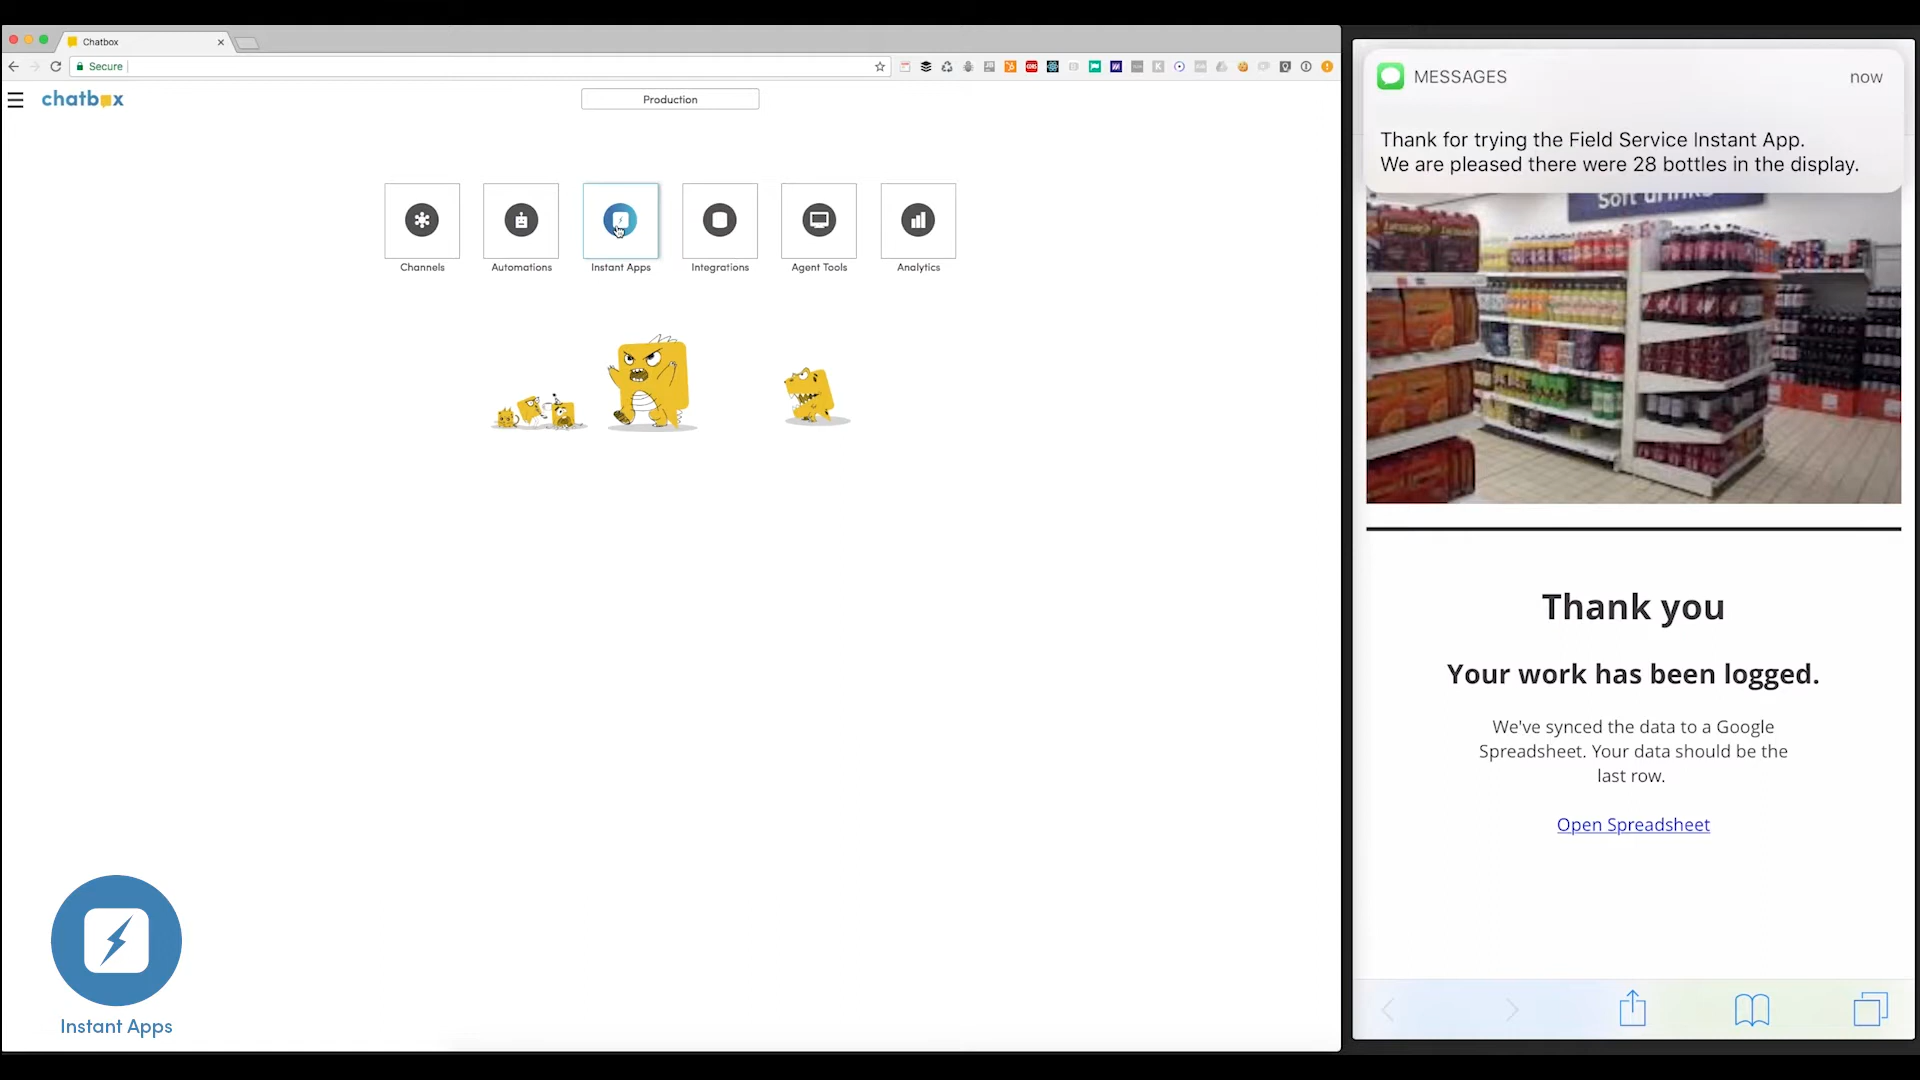 Chatbox
Secure
chatbox
Production
Channels
Automations
Instant Apps
Integrations
Agent Tools
Analytics
Instant Apps
MESSAGES
now
Thank for trying the Field Service Instant App.
We are pleased there were 28 bottles in the display.
Soft drinks
Thank you
Your work has been logged.
We've synced the data to a Google
Spreadsheet. Your data should be the
last row.
Open Spreadsheet